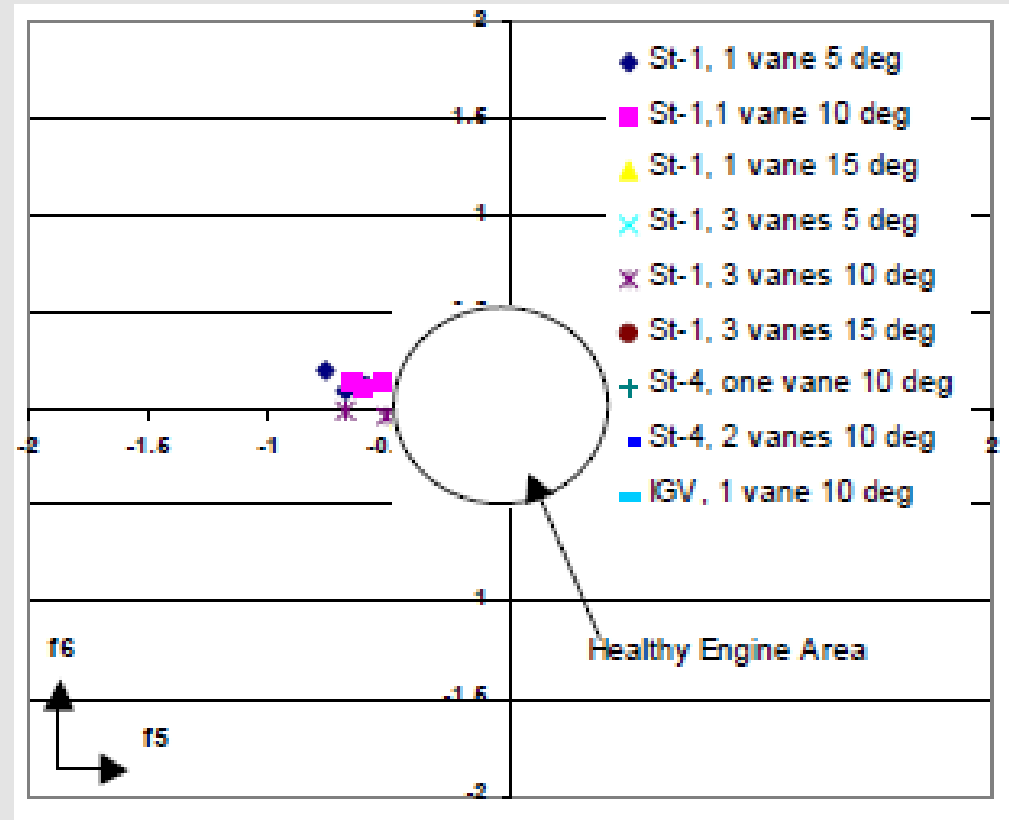 2
St-1, 1 vane 5 deg
1.5
St-1,1 vane 10 deg
St-1, 1 vane 15 deg
1
St-1, 3 vanes 5 deg
St-1, 3 vanes 10 deg
St-1, 3 vanes 15 deg
St-4, one vane 10 deg
-2 -1.5 -1 -0. 2
St-4, 2 vanes 10 deg
IGV, 1 vane 10 deg
Healthy Engine Area
f6
-1.5
f5
-2